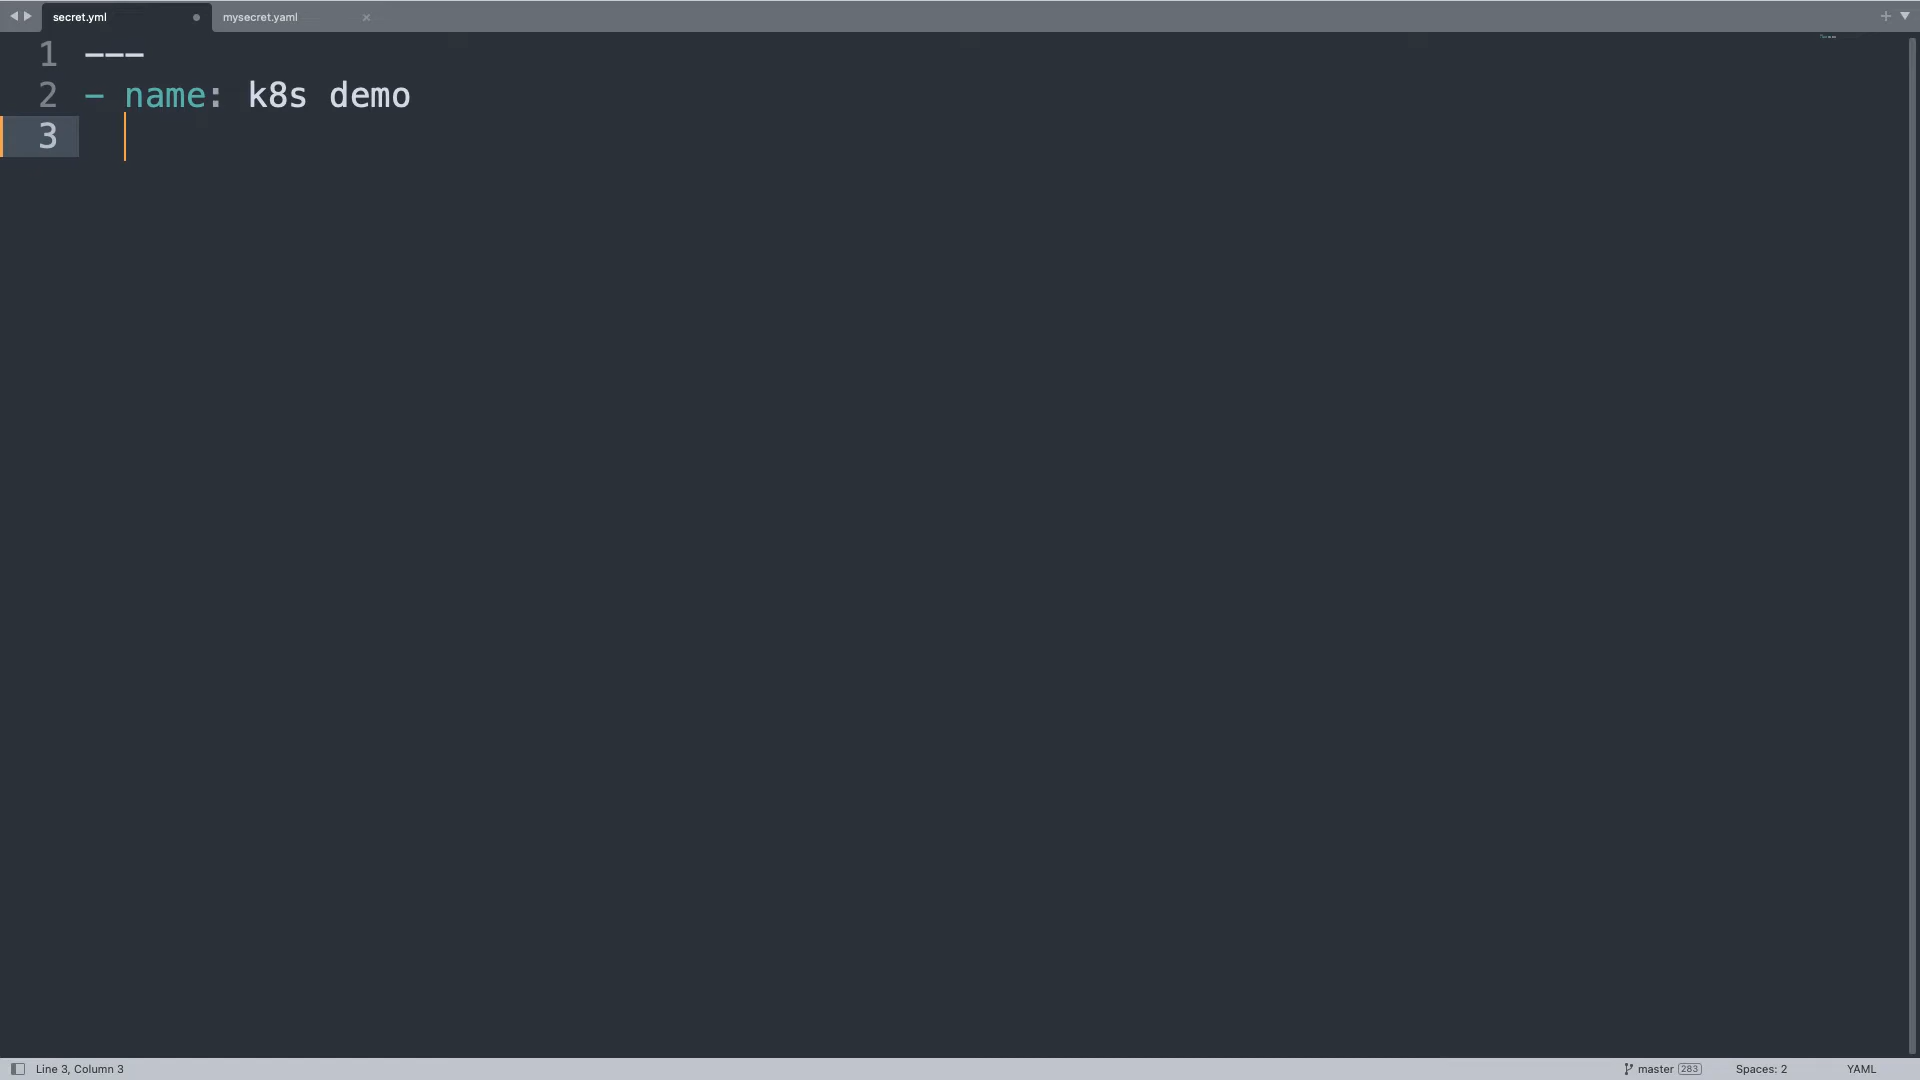 secret.yml
mysecret.yaml
1 ---
2 - name: k8s demo
3
Line 3, Column 3
master 283
Spaces: 2
YAML